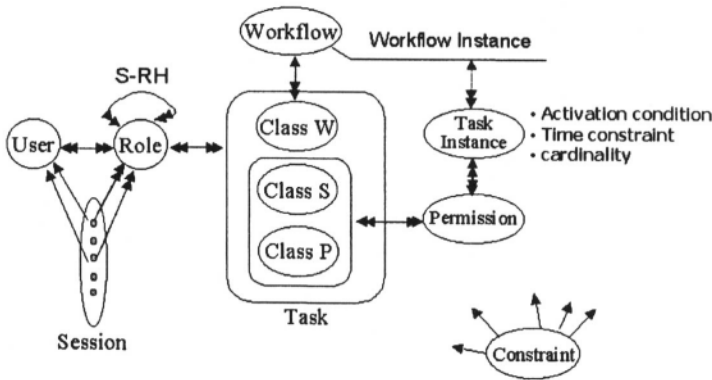 Workflow
Workflow Instance
S-RH
User
Role
Class W
Class S
Class P
Task
Task
Instance
• Activation condition
• Time constraint
• cardinality
Permission
Session
Constraint